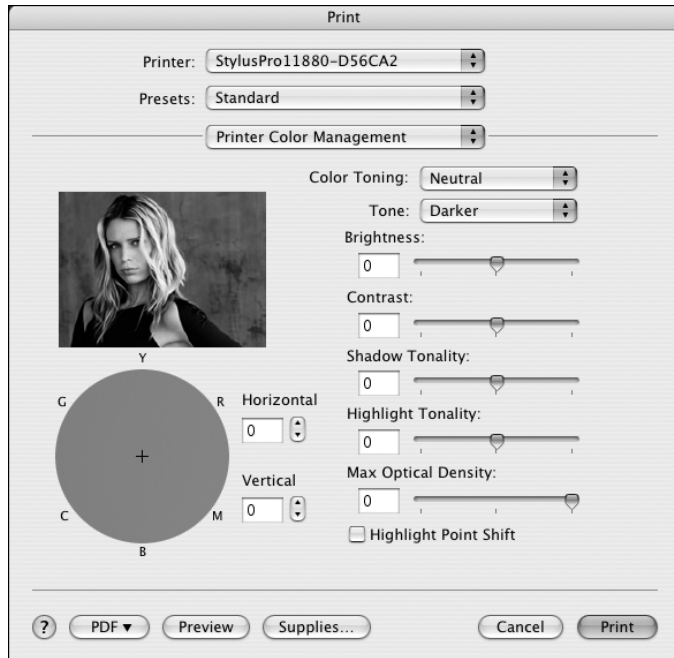 Print
Printer: StylusPro11880-D56CA2
Presets: Standard
Printer Color Management
Color Toning: Neutral
Tone: Darker
Brightness:
0
Contrast:
0
Shadow Tonality:
0
Highlight Tonality:
0
Max Optical Density:
0
Highlight Point Shift
Y
G R
C M
B
Horizontal
0
Vertical
0
? PDF Preview Supplies... Cancel Print